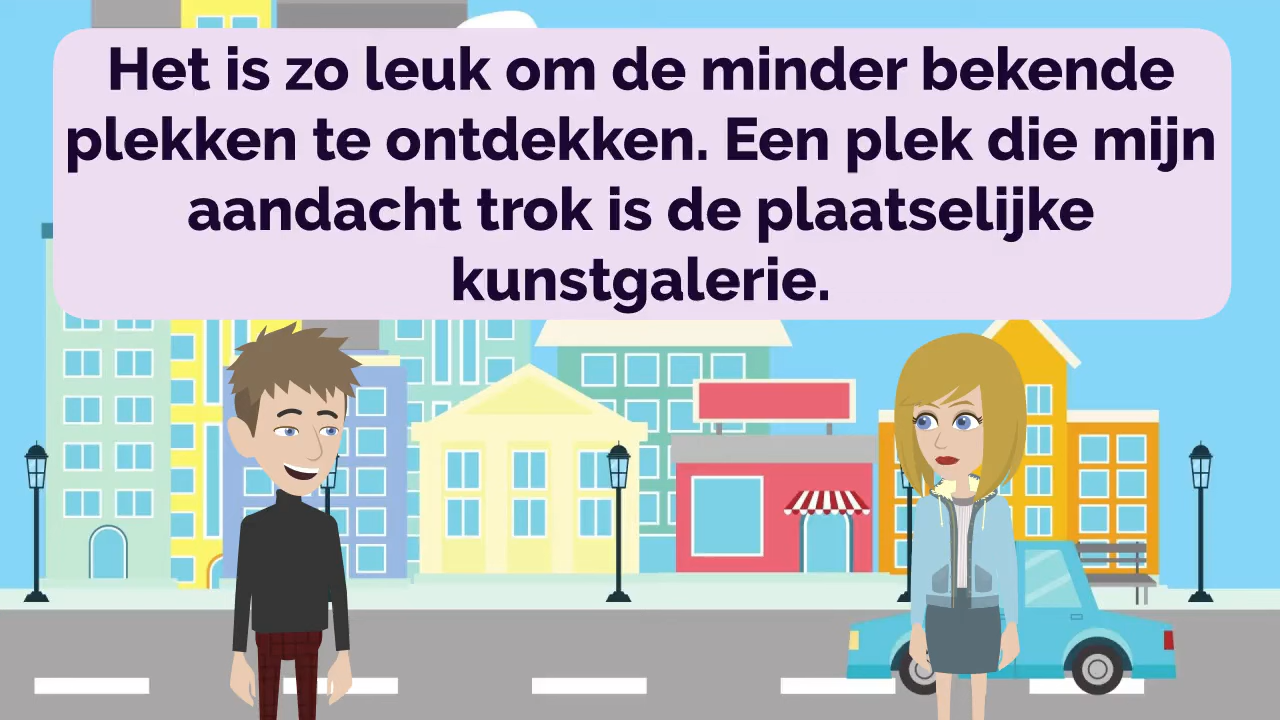 Het is zo leuk om de minder bekende
plekken te ontdekken. Een plek die mijn
aandacht trok is de plaatselijke
kunstgalerie.